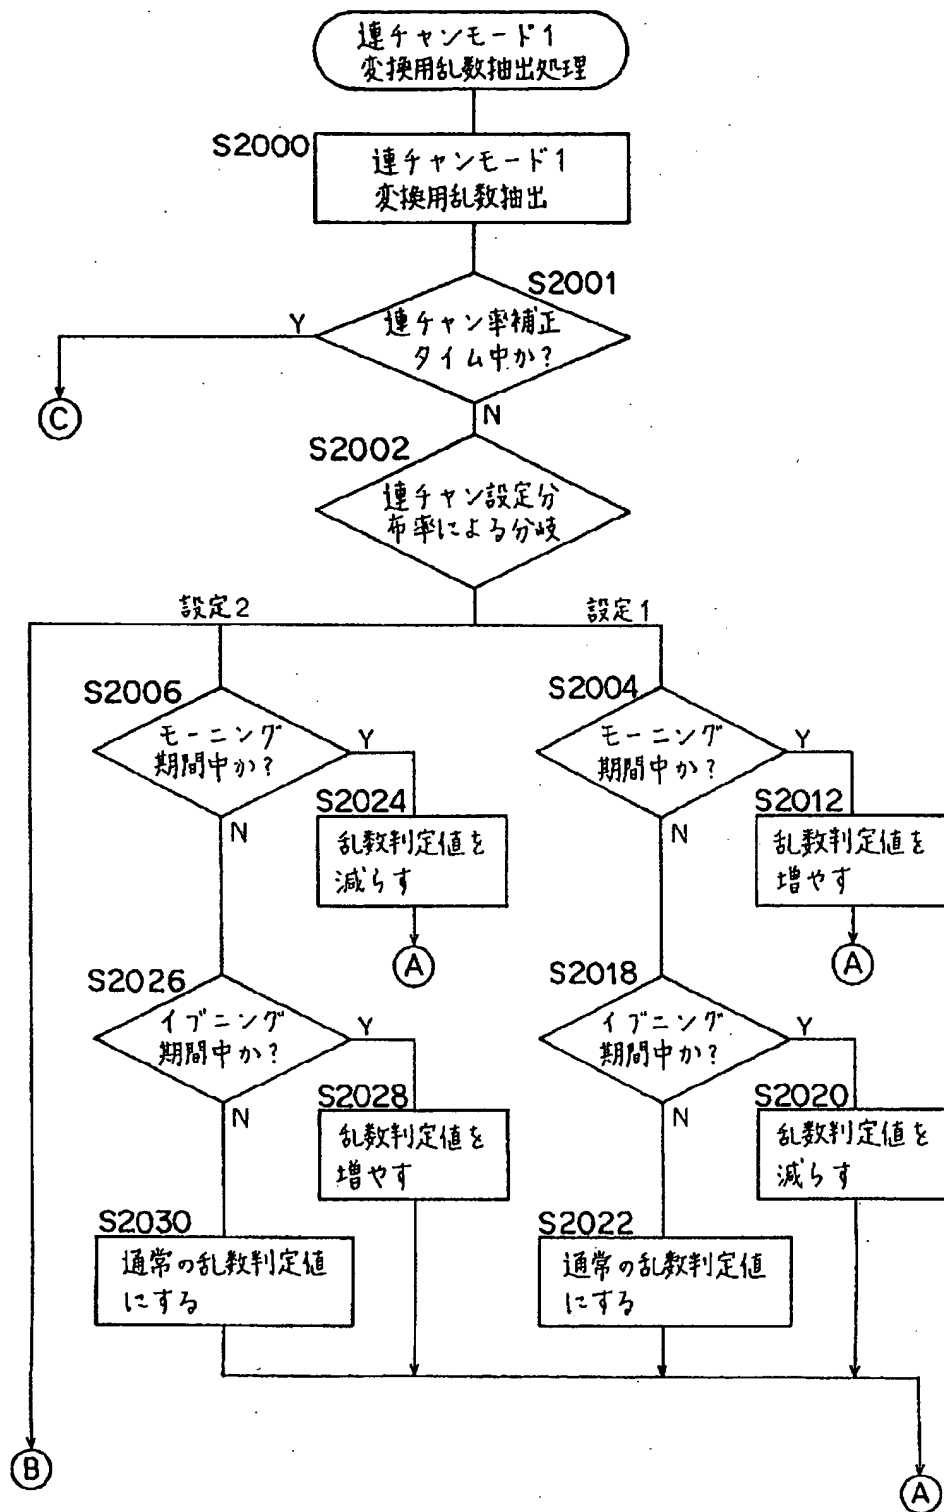 連チャンモード1
変換用乱数抽出処理
S2000
連チャンモード1
変換用乱数抽出
S2001
連チャン率補正
タイム中か?
Y
C
N
S2002
連チャン設定分
布率による分岐
設定2
設定1
S2006
モーニング
期間中か?
Y
N
S2004
モーニング
期間中か?
Y
N
S2024
乱数判定値を
減らす
A
S2012
乱数判定値を
増やす
A
S2026
イブニング
期間中か?
Y
N
S2018
イブニング
期間中か?
Y
N
S2028
乱数判定値を
増やす
S2020
乱数判定値を
減らす
S2030
通常の乱数判定値
にする
S2022
通常の乱数判定値
にする
B
A